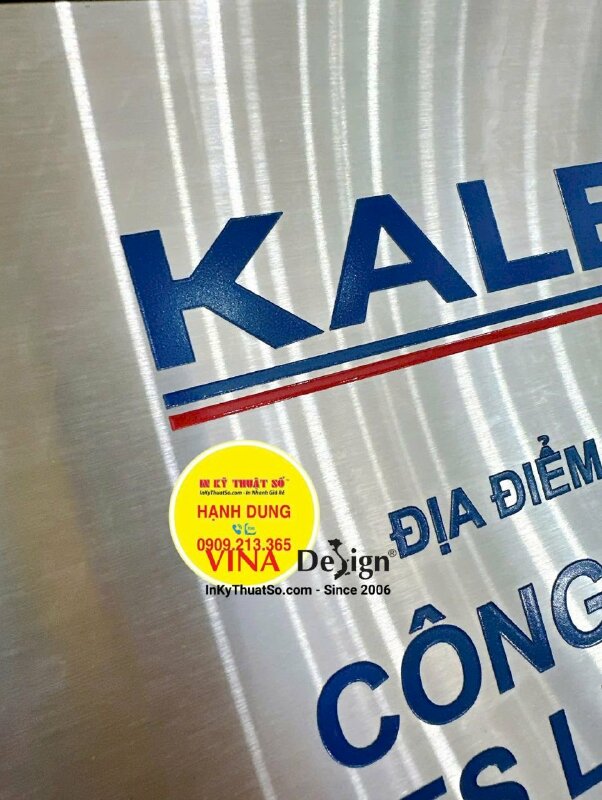 KALE
ĐỊA ĐIỂM
CÔNG
TS L
IN KỸ THUẬT SỐ
InKyThuatSo.com - In Nhanh Giá Rẻ
HẠNH DUNG
0909.213.365
VINA Design®
InKyThuatSo.com - Since 2006